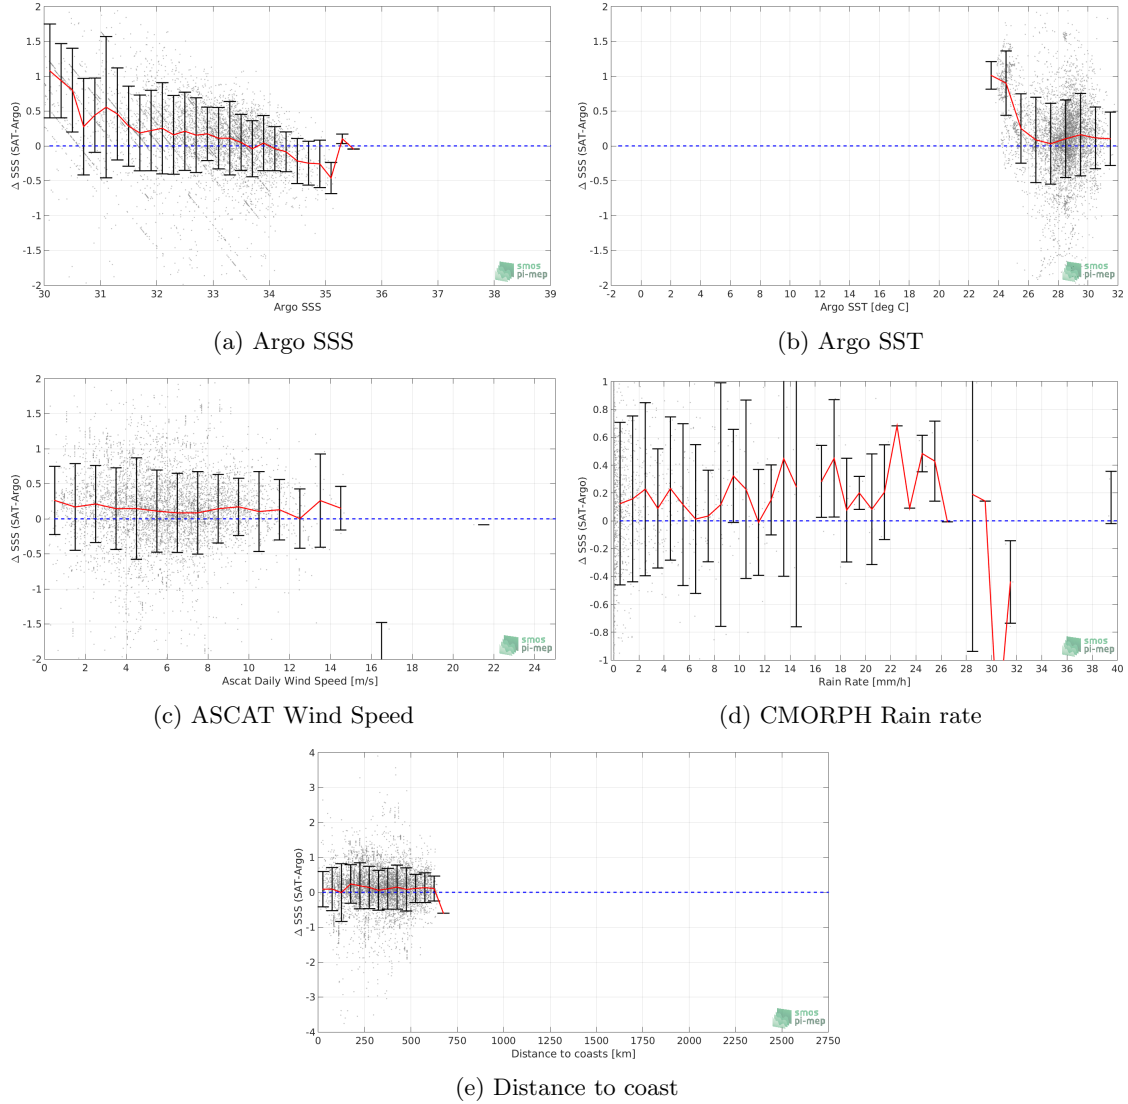 2
1.5
1
0.5
0
-0.5
-1
-1.5
-2
Δ SSS (SAT-Argo)
30 31 32 33 34 35 36 37 38 39
Argo SSS
smos
pi-mep
(a) Argo SSS
2
1.5
1
0.5
0
-0.5
-1
-1.5
-2
Δ SSS (SAT-Argo)
-2 0 2 4 6 8 10 12 14 16 18 20 22 24 26 28 30 32
Argo SST [deg C]
smos
pi-mep
(b) Argo SST
2
1.5
1
0.5
0
-0.5
-1
-1.5
-2
Δ SSS (SAT-Argo)
0 2 4 6 8 10 12 14 16 18 20 22 24
Ascat Daily Wind Speed [m/s]
smos
pi-mep
(c) ASCAT Wind Speed
1
0.8
0.6
0.4
0.2
0
-0.2
-0.4
-0.6
-0.8
-1
Δ SSS (SAT-Argo)
0 2 4 6 8 10 12 14 16 18 20 22 24 26 28 30 32 34 36 38 40
Rain Rate [mm/h]
smos
pi-mep
(d) CMORPH Rain rate
4
3
2
1
0
-1
-2
-3
-4
Δ SSS (SAT-Argo)
0 250 500 750 1000 1250 1500 1750 2000 2250 2500 2750
Distance to coasts [km]
smos
pi-mep
(e) Distance to coast